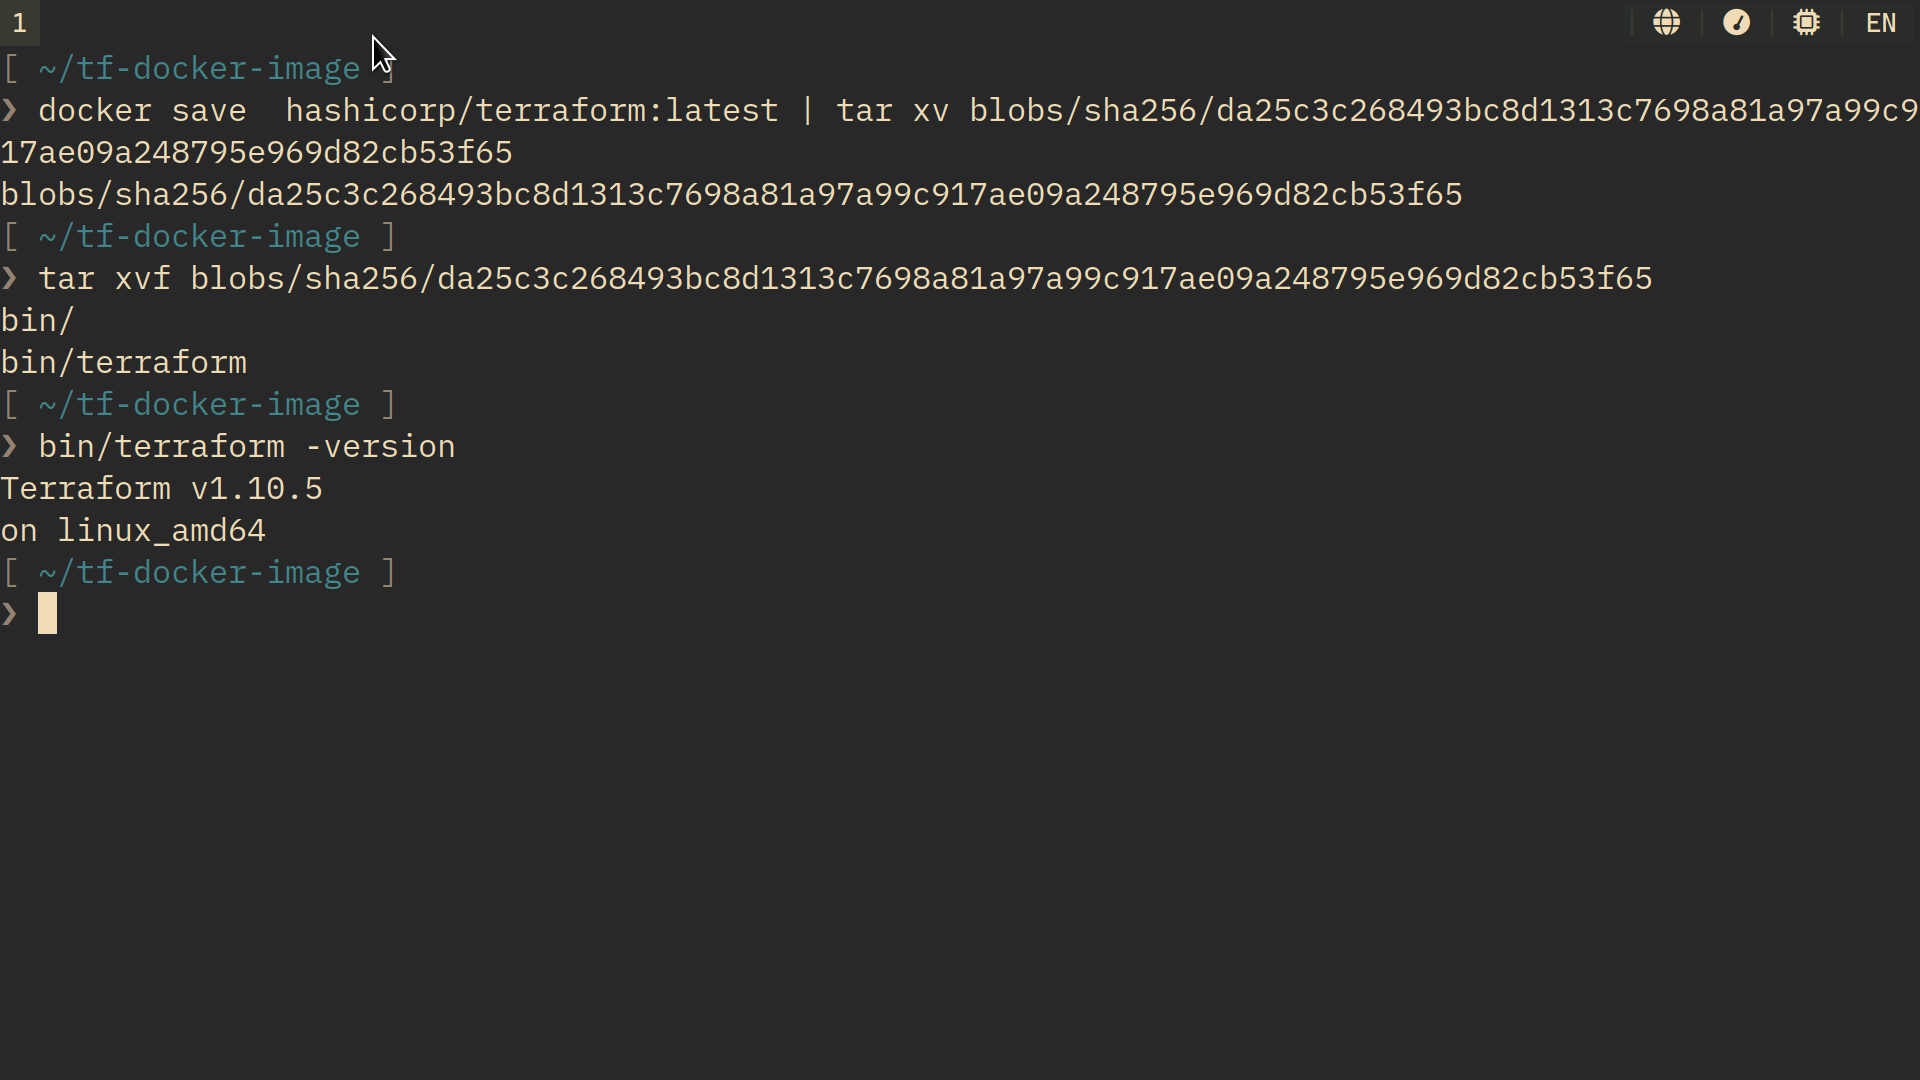 1 EN
[ ~/tf-docker-image ]
❯ docker save  hashicorp/terraform:latest | tar xv blobs/sha256/da25c3c268493bc8d1313c7698a81a97a99c9
17ae09a248795e969d82cb53f65
blobs/sha256/da25c3c268493bc8d1313c7698a81a97a99c917ae09a248795e969d82cb53f65
[ ~/tf-docker-image ]
❯ tar xvf blobs/sha256/da25c3c268493bc8d1313c7698a81a97a99c917ae09a248795e969d82cb53f65
bin/
bin/terraform
[ ~/tf-docker-image ]
❯ bin/terraform -version
Terraform v1.10.5
on linux_amd64
[ ~/tf-docker-image ]
❯